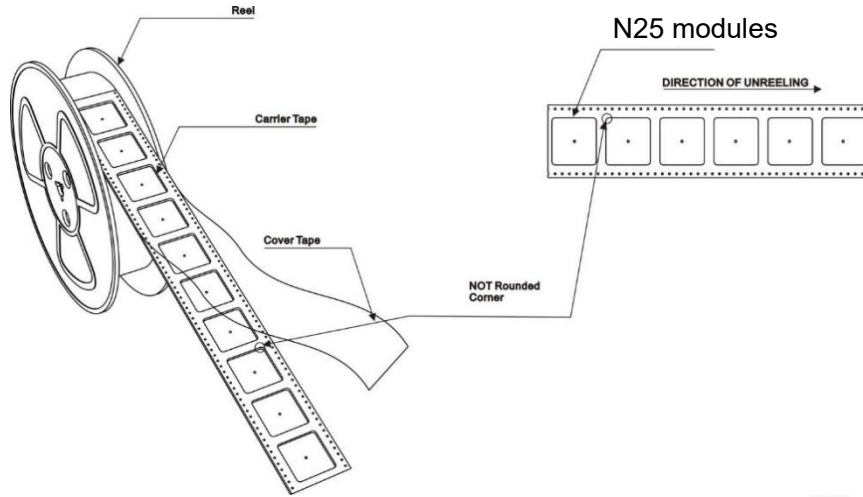 Reel
N25 modules
DIRECTION OF UNREELING
Carrier Tape
Cover Tape
NOT Rounded
Corner